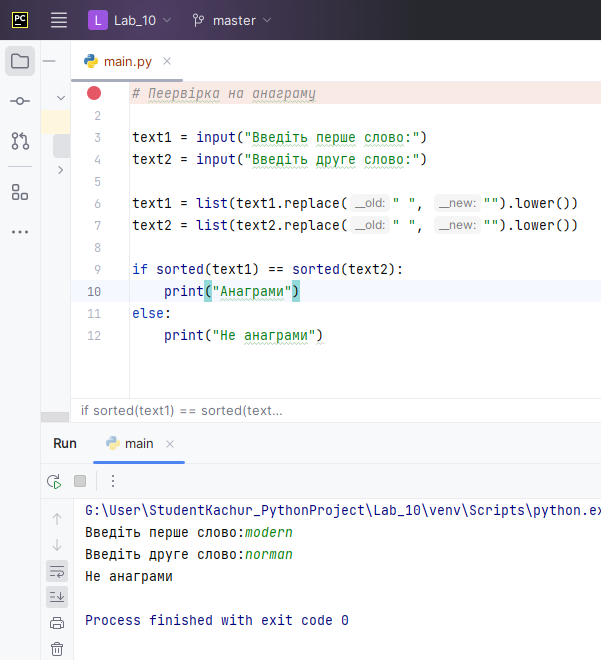 PC
L Lab_10 master
main.py
# Пеервірка на анаграму
2
3 text1 = input("Введіть перше слово:")
4 text2 = input("Введіть друге слово:")
5
6 text1 = list(text1.replace(__old: " ", __new: "").lower())
7 text2 = list(text2.replace(__old: " ", __new: "").lower())
8
9 if sorted(text1) == sorted(text2):
10 print("Анаграми")
11 else:
12 print("Не анаграми")
if sorted(text1) == sorted(text...
Run main
G:\User\StudentKachur_PythonProject\Lab_10\venv\Scripts\python.ex
Введіть перше слово:modern
Введіть друге слово:norman
Не анаграми
Process finished with exit code 0